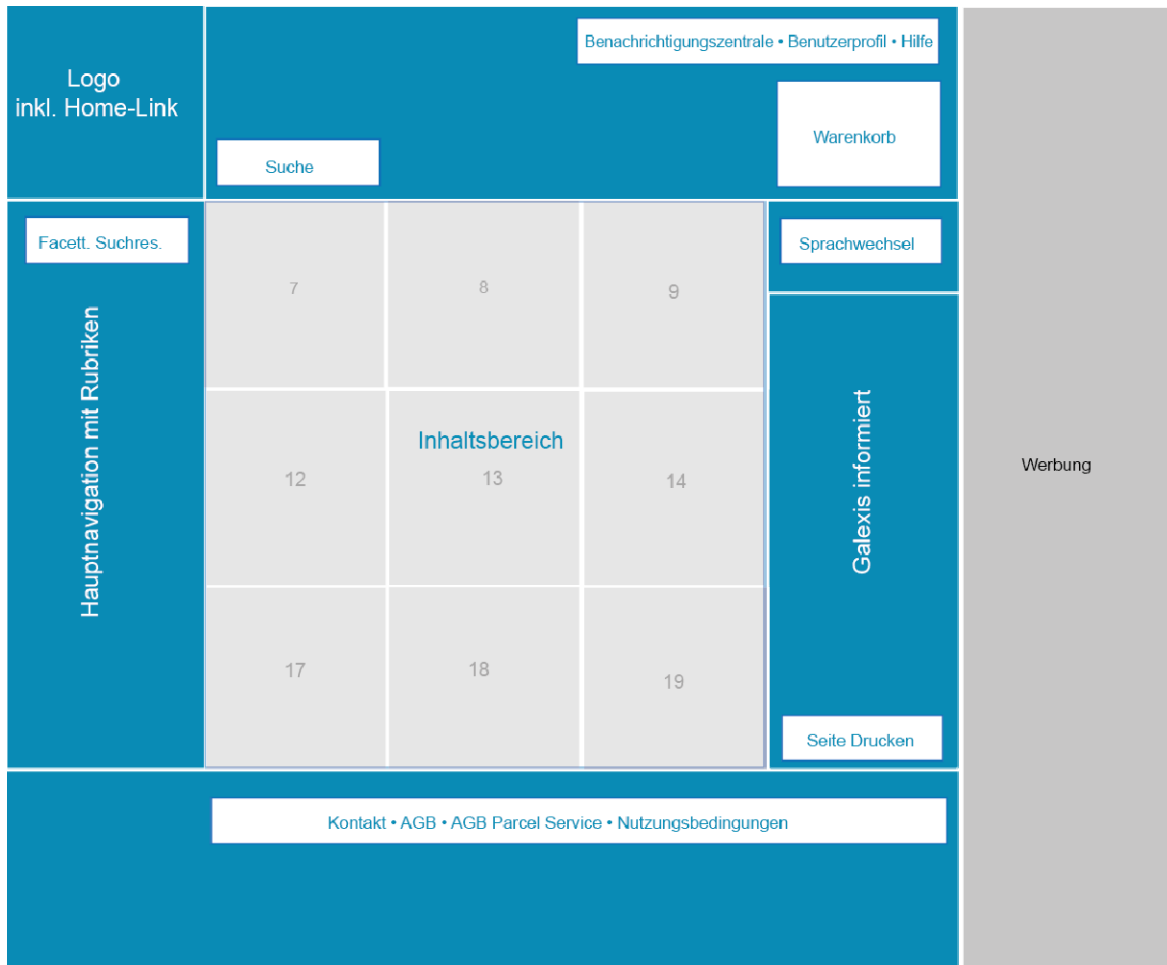 Benachrichtigungszentrale • Benutzerprofil • Hilfe
Logo
inkl. Home-Link
Warenkorb
Suche
Facett. Suchres.
Sprachwechsel
7
8
9
Hauptnavigation mit Rubriken
Inhaltsbereich
12
13
14
Galexis informiert
Werbung
17
18
19
Seite Drucken
Kontakt • AGB • AGB Parcel Service • Nutzungsbedingungen